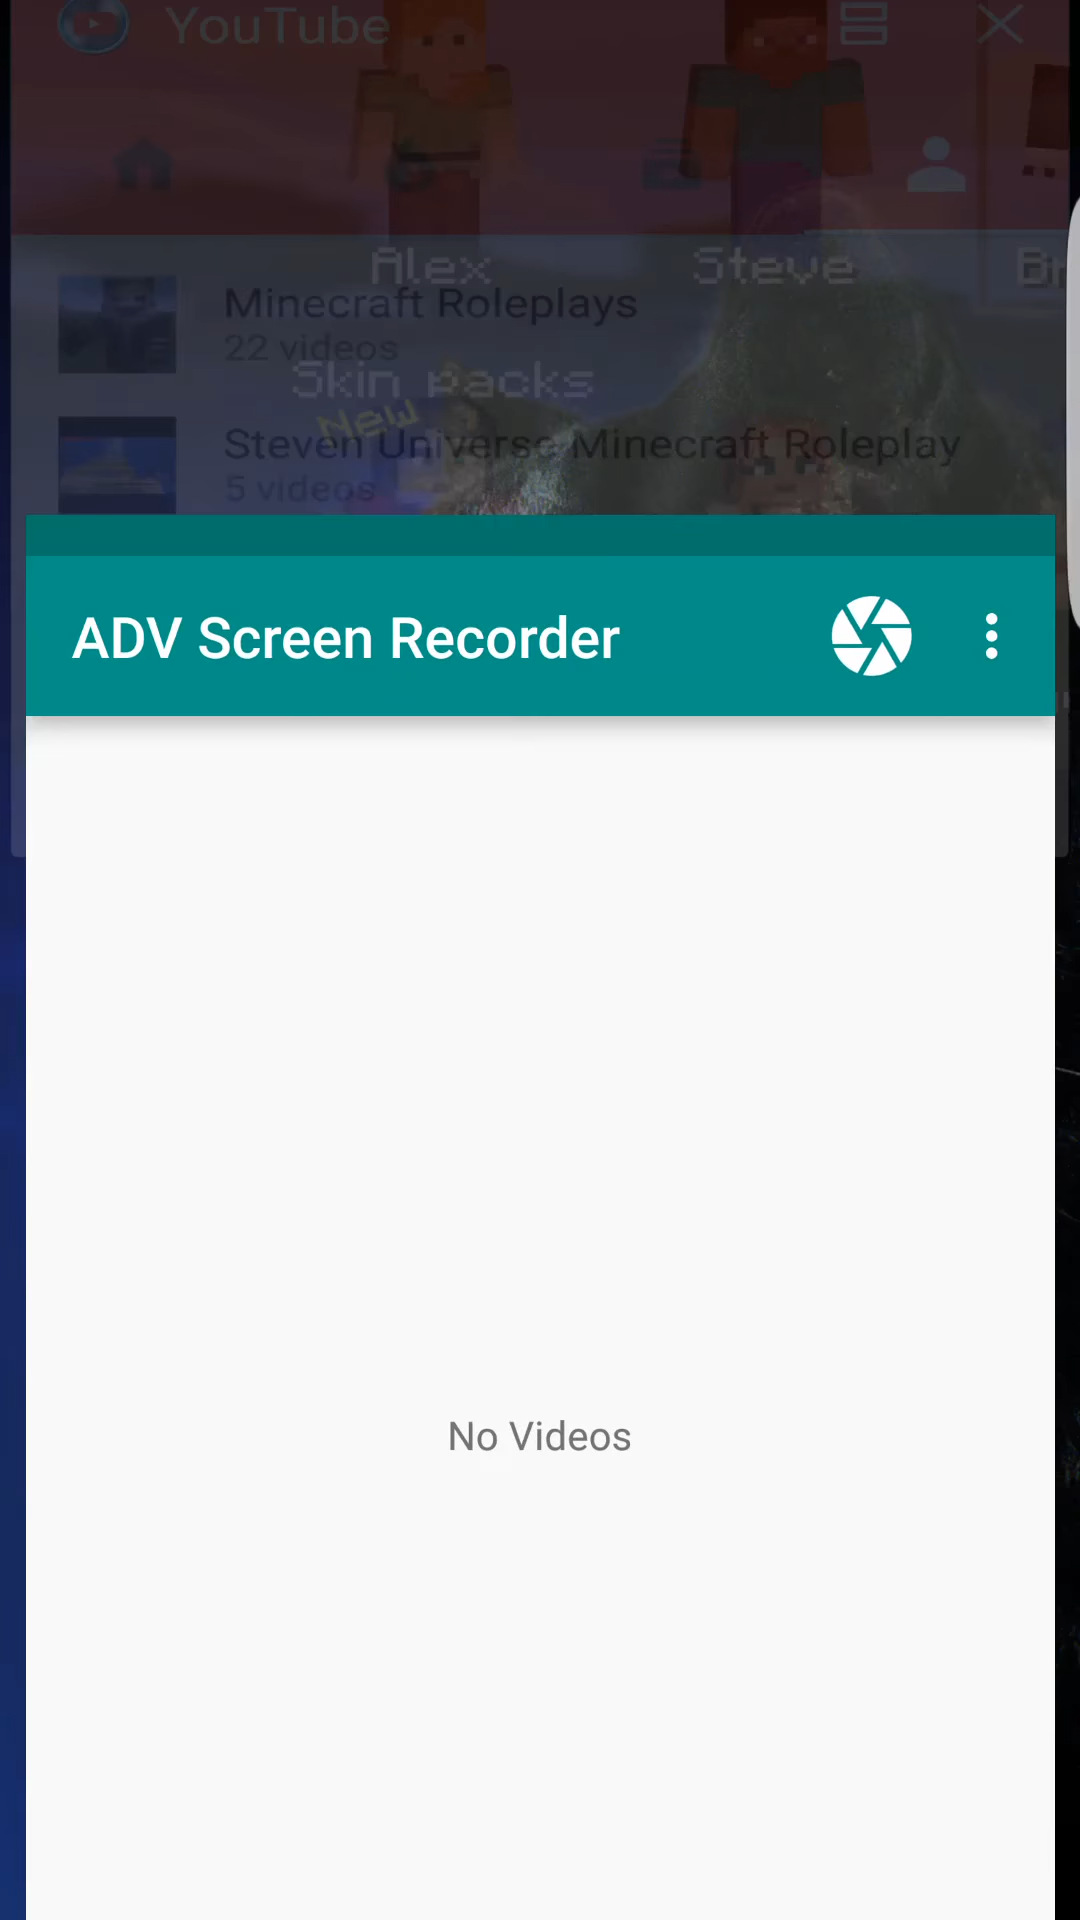 YouTube
Alex
Steve
Minecraft Roleplays
22 videos
Skin packs
New
Steven Universe Minecraft Roleplay
5 videos
ADV Screen Recorder
No Videos